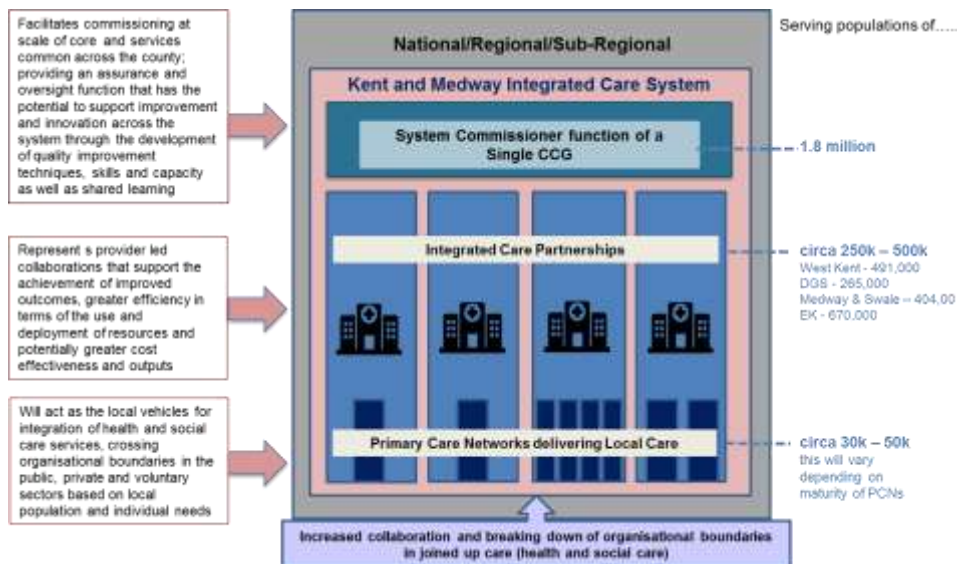 Facilitates commissioning at
scale of core and services
common across the county;
providing an assurance and
oversight function that has the
potential to support improvement
and innovation across the
system through the development
of quality improvement
techniques, skills and capacity
as well as shared learning
Represent s provider led
collaborations that support the
achievement of improved
outcomes, greater efficiency in
terms of the use and
deployment of resources and
potentially greater cost
effectiveness and outputs
Will act as the local vehicles for
integration of health and social
care services, crossing
organisational boundaries in the
public, private and voluntary
sectors based on local
population and individual needs
National/Regional/Sub-Regional
Kent and Medway Integrated Care System
System Commissioner function of a
Single CCG
Integrated Care Partnerships
Primary Care Networks delivering Local Care
Increased collaboration and breaking down of organisational boundaries
in joined up care (health and social care)
Serving populations of…..
1.8 million
circa 250k – 500k
West Kent - 491,000
DGS - 265,000
Medway & Swale – 404,00
EK - 670,000
circa 30k – 50k
this will vary
depending on
maturity of PCNs